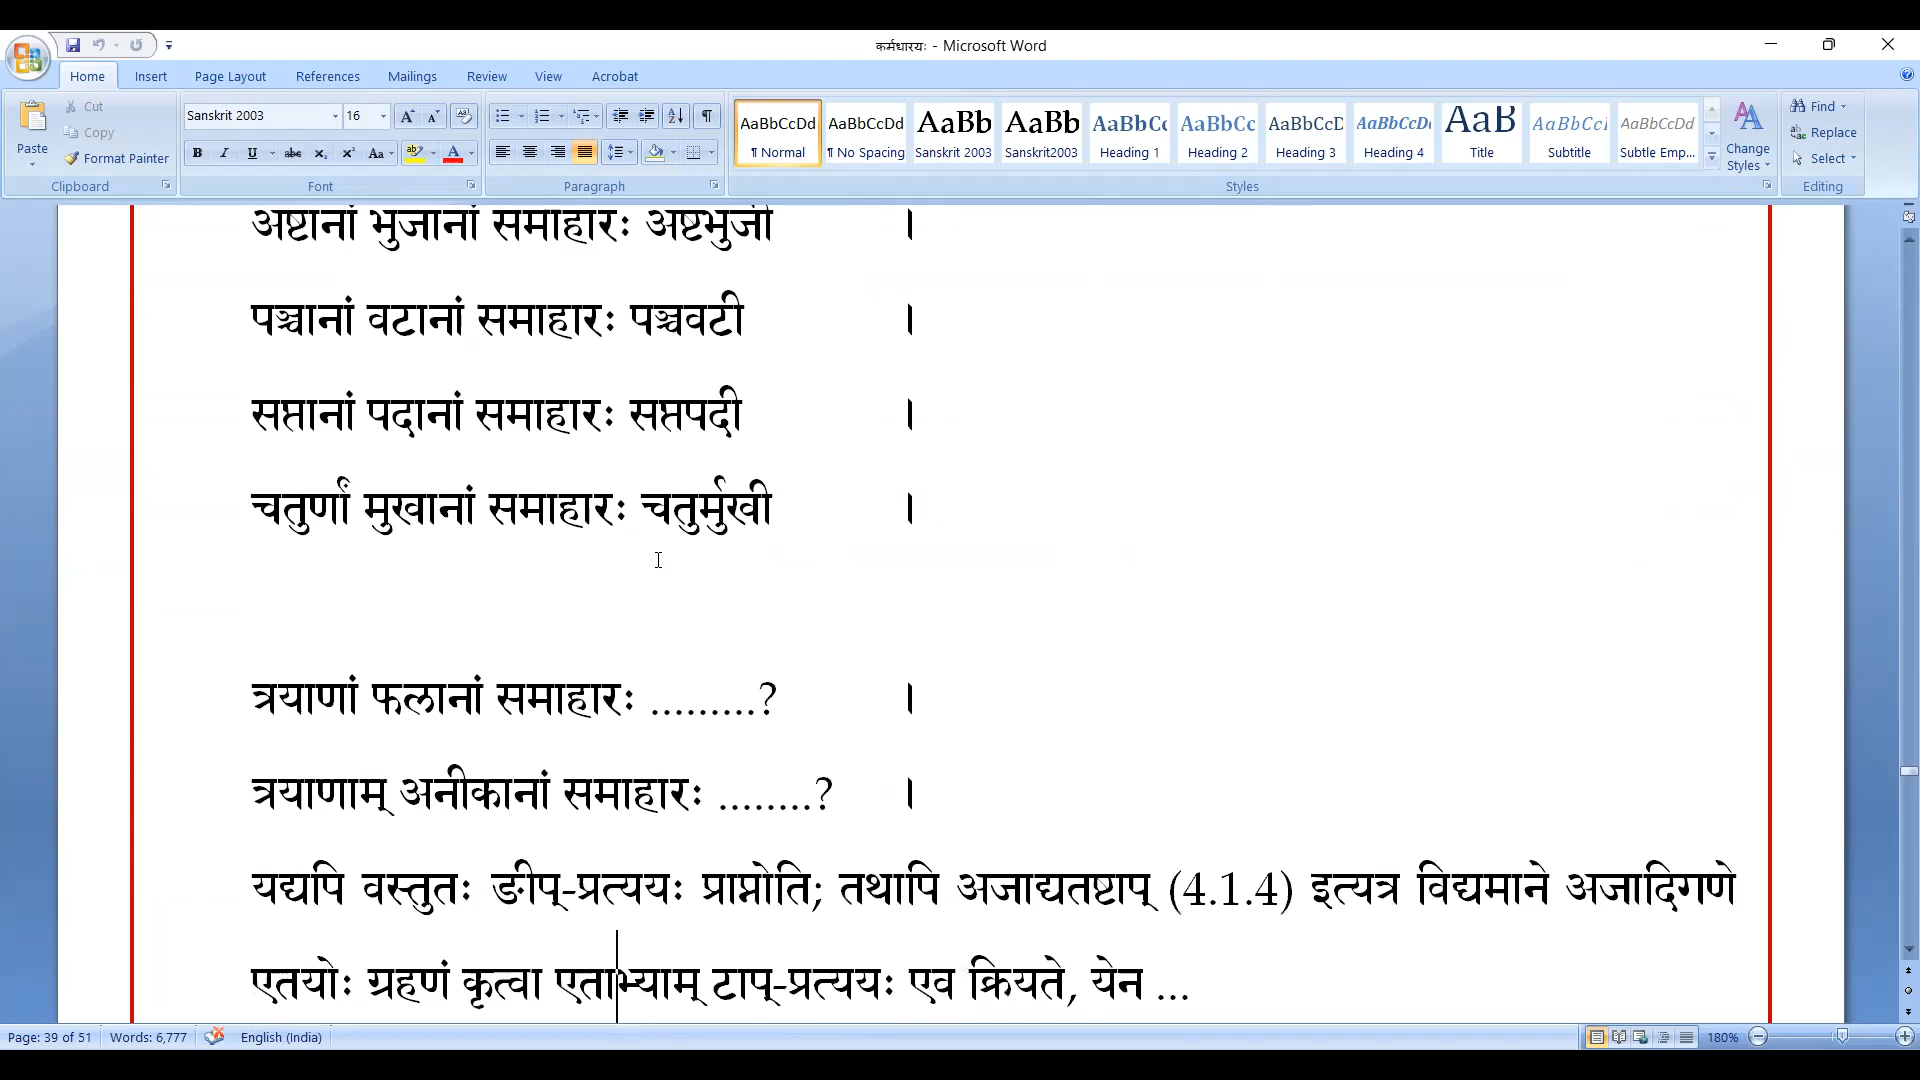 कर्मधारयः - Microsoft Word
Home Insert Page Layout References Mailings Review View Acrobat
Paste
Cut
Copy
Format Painter
Clipboard
Sanskrit 2003 16
Font
Paragraph
AaBbCcDd AaBbCcDd AaBb AaBb AaBbCc AaBbCc AaBbCcD AaBbCcDd AaB AaBbCcI AaBbCcDd
¶ Normal ¶ No Spacing Sanskrit 2003 Sanskrit2003 Heading 1 Heading 2 Heading 3 Heading 4 Title Subtitle Subtle Emp...
Change Styles
Styles
Find
Replace
Select
Editing
अष्टानां भुजानां समाहारः अष्टभुजी ।
पञ्चानां वटानां समाहारः पञ्चवटी ।
सप्तानां पदानां समाहारः सप्तपदी ।
चतुर्णां मुखानां समाहारः चतुर्मुखी ।
त्रयाणां फलानां समाहारः .........? ।
त्रयाणाम् अनीकानां समाहारः ........? ।
यद्यपि वस्तुतः ङीप्-प्रत्ययः प्राप्नोति; तथापि अजाद्यतष्टाप् (4.1.4) इत्यत्र विद्यमाने अजादिगणे
एतयोः ग्रहणं कृत्वा एताभ्याम् टाप्-प्रत्ययः एव क्रियते, येन ...
Page: 39 of 51 Words: 6,777 English (India) 180%